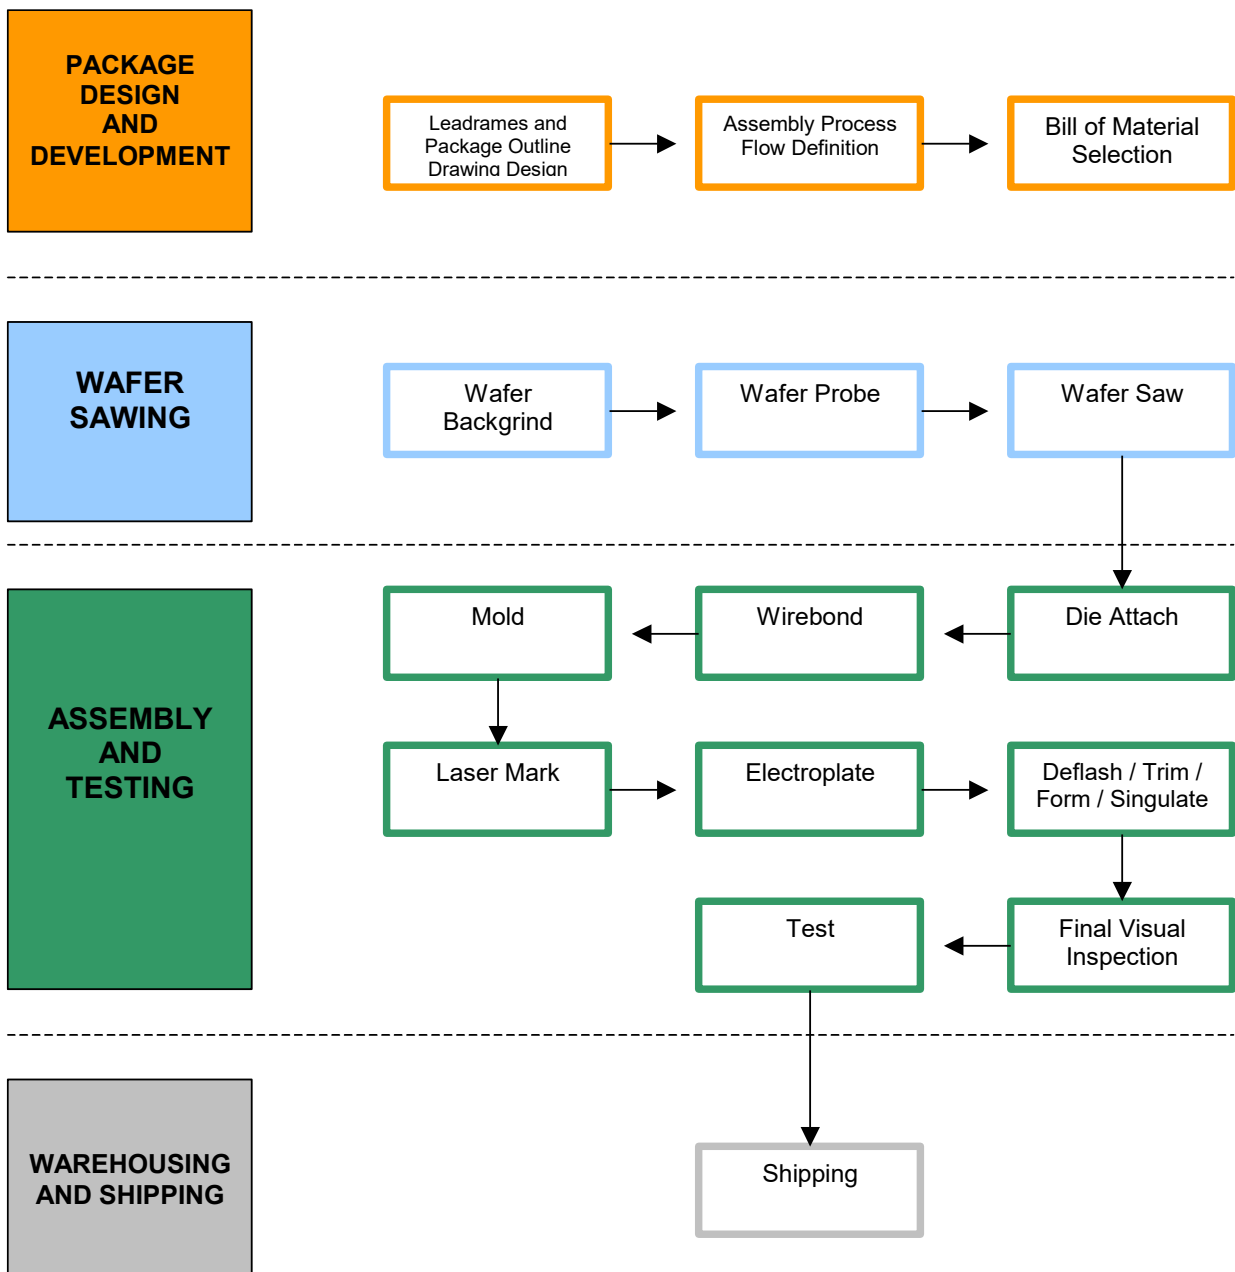 PACKAGE
DESIGN
AND
DEVELOPMENT
Leadrames and
Package Outline
Drawing Design
Assembly Process
Flow Definition
Bill of Material
Selection
WAFER
SAWING
Wafer
Backgrind
Wafer Probe
Wafer Saw
ASSEMBLY
AND
TESTING
Mold
Wirebond
Die Attach
Laser Mark
Electroplate
Deflash / Trim /
Form / Singulate
Test
Final Visual
Inspection
WAREHOUSING
AND SHIPPING
Shipping